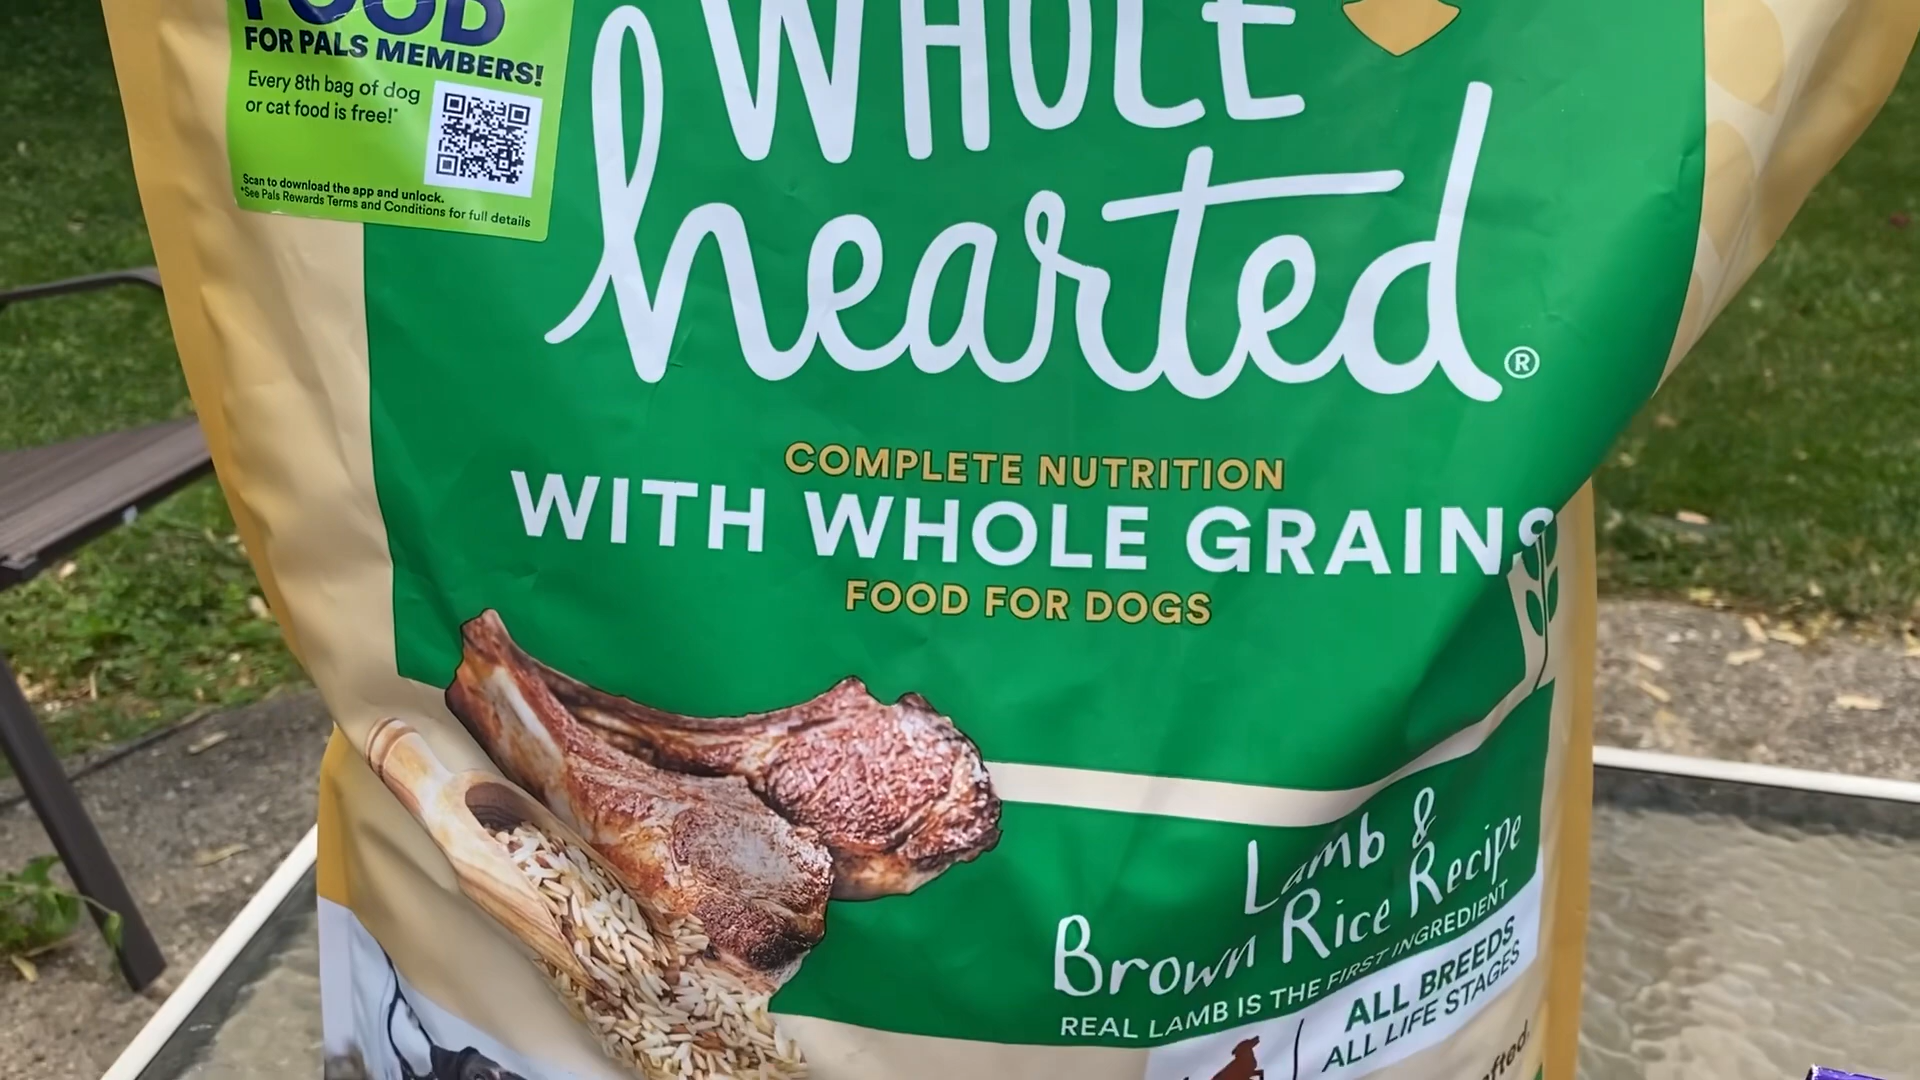 FOOD
FOR PALS MEMBERS!
Every 8th bag of dog
or cat food is free!*
Scan to download the app and unlock.
*See Pals Rewards Terms and Conditions for full details
WHOLE
hearted®
COMPLETE NUTRITION
WITH WHOLE GRAINS
FOOD FOR DOGS
Lamb &
Brown Rice Recipe
REAL LAMB IS THE FIRST INGREDIENT
ALL BREEDS
ALL LIFE STAGES